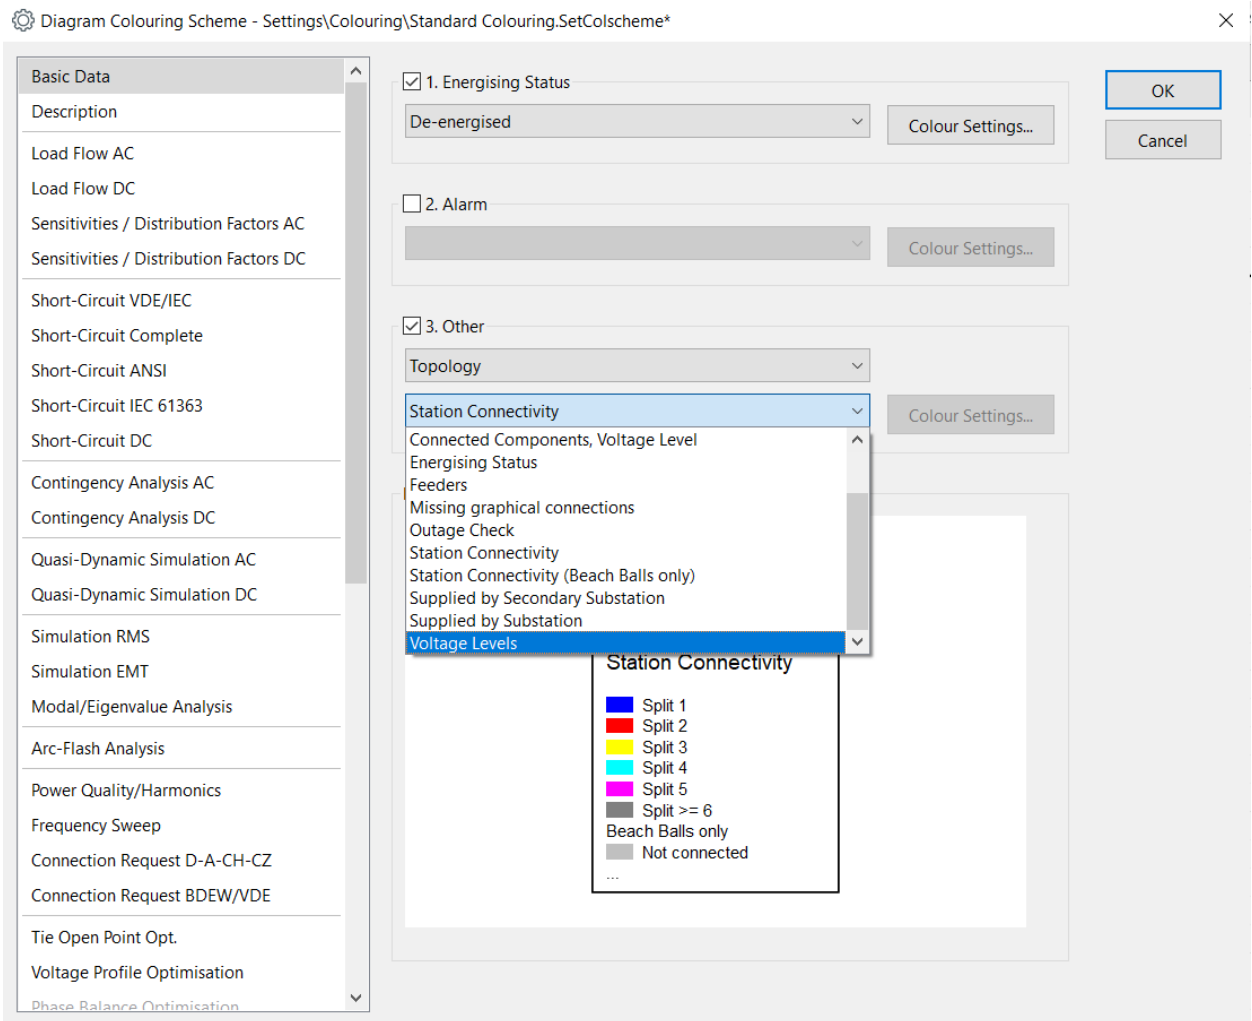 Diagram Colouring Scheme - Settings\Colouring\Standard Colouring.SetColscheme*
Basic Data
Description
Load Flow AC
Load Flow DC
Sensitivities / Distribution Factors AC
Sensitivities / Distribution Factors DC
Short-Circuit VDE/IEC
Short-Circuit Complete
Short-Circuit ANSI
Short-Circuit IEC 61363
Short-Circuit DC
Contingency Analysis AC
Contingency Analysis DC
Quasi-Dynamic Simulation AC
Quasi-Dynamic Simulation DC
Simulation RMS
Simulation EMT
Modal/Eigenvalue Analysis
Arc-Flash Analysis
Power Quality/Harmonics
Frequency Sweep
Connection Request D-A-CH-CZ
Connection Request BDEW/VDE
Tie Open Point Opt.
Voltage Profile Optimisation
Phase Balance Optimisation
1. Energising Status
De-energised
Colour Settings...
2. Alarm
Colour Settings...
3. Other
Topology
Station Connectivity
Colour Settings...
Connected Components, Voltage Level
Energising Status
Feeders
Missing graphical connections
Outage Check
Station Connectivity
Station Connectivity (Beach Balls only)
Supplied by Secondary Substation
Supplied by Substation
Voltage Levels
Station Connectivity
Split 1
Split 2
Split 3
Split 4
Split 5
Split >= 6
Beach Balls only
Not connected
...
OK
Cancel